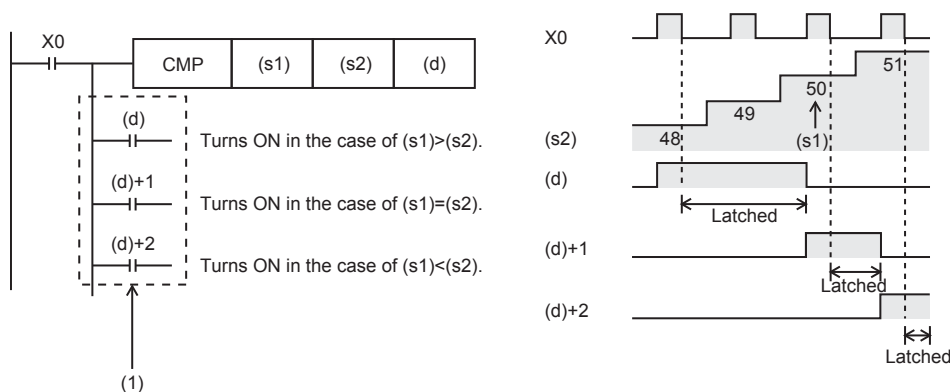 X0
CMP (s1) (s2) (d)
(d)
Turns ON in the case of (s1)>(s2).
(d)+1
Turns ON in the case of (s1)=(s2).
(d)+2
Turns ON in the case of (s1)<(s2).
(1)
X0
51
50
49
48
(s1)
(s2)
(d)
Latched
(d)+1
Latched
(d)+2
Latched